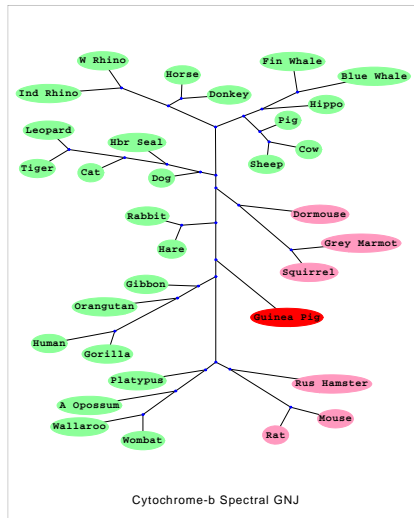 W Rhino
Fin Whale
Horse
Blue Whale
Ind Rhino
Donkey
Hippo
Pig
Leopard
Hbr Seal
Cow
Tiger
Cat
Dog
Sheep
Dormouse
Rabbit
Grey Marmot
Hare
Squirrel
Gibbon
Orangutan
Guinea Pig
Human
Gorilla
Platypus
Rus Hamster
A Opossum
Wallaroo
Mouse
Wombat
Rat
Cytochrome-b Spectral GNJ